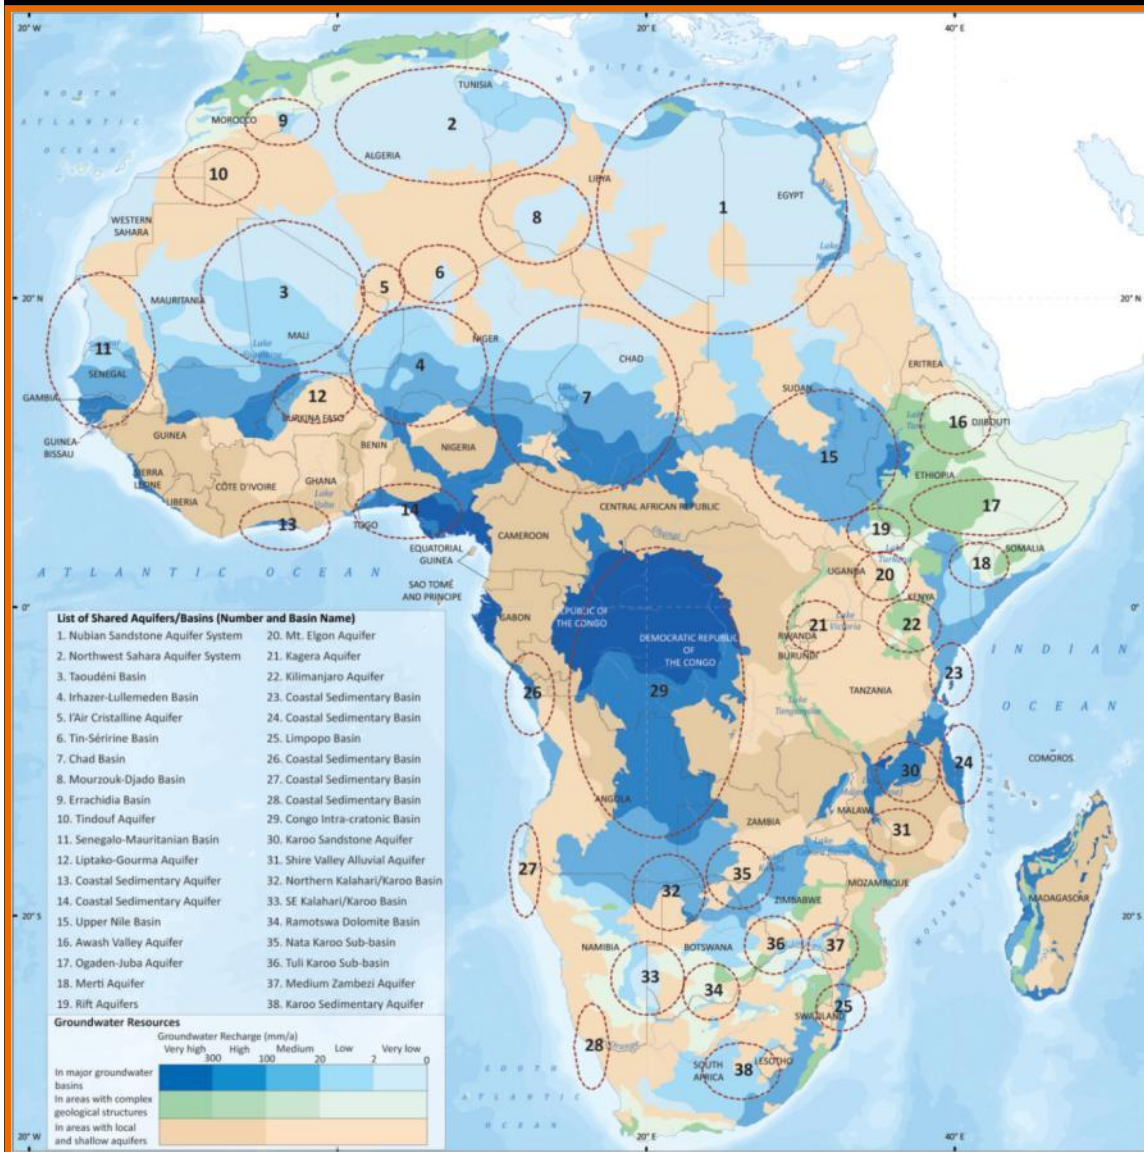 20° W
0°
20° E
40° E
NORTH
ATLANTIC
OCEAN
MEDITERRANEAN SEA
TUNISIA
MOROCCO
9
2
ALGERIA
10
LIBYA
EGYPT
1
8
Nile
WESTERN
SAHARA
RED SEA
6
5
3
20° N
20° N
MAURITANIA
MALI
NIGER
CHAD
11
SENEGAL
4
ERITREA
SUDAN
7
12
GAMBIA
BURKINA FASO
16
DJIBOUTI
GUINEA-
BISSAU
GUINEA
BENIN
NIGERIA
15
ETHIOPIA
SIERRA
LEONE
CÔTE D'IVOIRE
GHANA
Lake
Volta
LIBERIA
17
13
TOGO
14
CENTRAL AFRICAN REPUBLIC
19
CAMEROON
Lake
Turkana
SOMALIA
18
EQUATORIAL
GUINEA
UGANDA
20
ATLANTIC OCEAN
SAO TOMÉ
AND PRINCIPE
KENYA
0°
0°
GABON
REPUBLIC OF
THE CONGO
21
Lake
Victoria
22
DEMOCRATIC REPUBLIC
OF
THE CONGO
RWANDA
BURUNDI
INDIAN
OCEAN
23
26
29
TANZANIA
Lake
Tanganyika
COMOROS
24
30
ANGOLA
MALAWI
ZAMBIA
31
27
35
32
MOZAMBIQUE
MOZAMBIQUE CHANNEL
ZIMBABWE
MADAGASCAR
20° S
20° S
NAMIBIA
BOTSWANA
36
37
33
34
SWAZILAND
25
28
SOUTH
AFRICA
LESOTHO
38
SOUTH
ATLANTIC
OCEAN
20° W
20° E
40° E
List of Shared Aquifers/Basins (Number and Basin Name)
1. Nubian Sandstone Aquifer System
2. Northwest Sahara Aquifer System
3. Taoudéni Basin
4. Irhazer-Lullemeden Basin
5. l'Air Cristalline Aquifer
6. Tin-Séririne Basin
7. Chad Basin
8. Mourzouk-Djado Basin
9. Errachidia Basin
10. Tindouf Aquifer
11. Senegalo-Mauritanian Basin
12. Liptako-Gourma Aquifer
13. Coastal Sedimentary Aquifer
14. Coastal Sedimentary Aquifer
15. Upper Nile Basin
16. Awash Valley Aquifer
17. Ogaden-Juba Aquifer
18. Merti Aquifer
19. Rift Aquifers
20. Mt. Elgon Aquifer
21. Kagera Aquifer
22. Kilimanjaro Aquifer
23. Coastal Sedimentary Basin
24. Coastal Sedimentary Basin
25. Limpopo Basin
26. Coastal Sedimentary Basin
27. Coastal Sedimentary Basin
28. Coastal Sedimentary Basin
29. Congo Intra-cratonic Basin
30. Karoo Sandstone Aquifer
31. Shire Valley Alluvial Aquifer
32. Northern Kalahari/Karoo Basin
33. SE Kalahari/Karoo Basin
34. Ramotswa Dolomite Basin
35. Nata Karoo Sub-basin
36. Tuli Karoo Sub-basin
37. Medium Zambezi Aquifer
38. Karoo Sedimentary Aquifer
Groundwater Resources
Groundwater Recharge (mm/a)
Very high High Medium Low Very low
300 100 20 2 0
In major groundwater
basins
In areas with complex
geological structures
In areas with local
and shallow aquifers